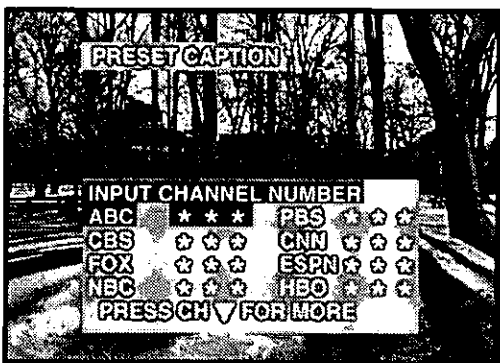 PRESET CAPTION
INPUT CHANNEL NUMBER
ABC * * * PBS * * *
CBS * * * CNN * * *
FOX * * * ESPN * * *
NBC * * * HBO * * *
PRESS CH ▽ FOR MORE